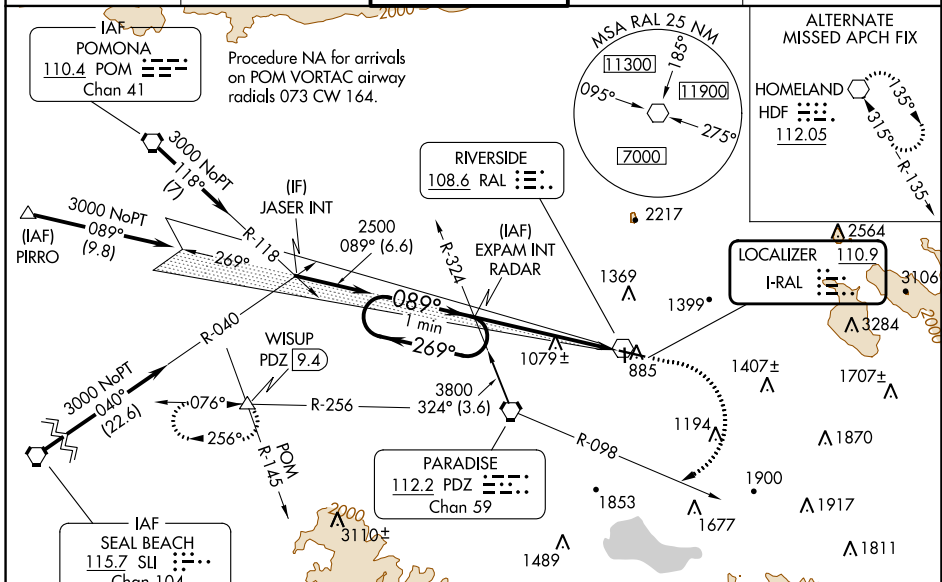 2000
IAF
POMONA
110.4 POM
Chan 41
Procedure NA for arrivals
on POM VORTAC airway
radials 073 CW 164.
MSA RAL 25 NM
11300
185°
11900
095°
275°
7000
ALTERNATE
MISSED APCH FIX
HOMELAND
HDF
112.05
135°
315°
R-135
3000 NoPT
118°
(7)
RIVERSIDE
108.6 RAL
(IF)
JASER INT
3000 NoPT
089°
(9.8)
(IAF)
PIRRO
269°
R-118
2500
089° (6.6)
R-324
(IAF)
EXPAM INT
RADAR
2217
2564
LOCALIZER 110.9
I-RAL
3106
2000
1369
1399
3284
089°
1 min
269°
1079±
885
R-040
WISUP
PDZ 9.4
1407±
1707±
3000 NoPT
040°
(22.6)
076°
256°
R-256
3800
324° (3.6)
POM
R-145
R-098
1194
1870
PARADISE
112.2 PDZ
Chan 59
1853
1900
1677
1917
2000
3110±
1489
1811
IAF
SEAL BEACH
115.7 SLI
Chan 104